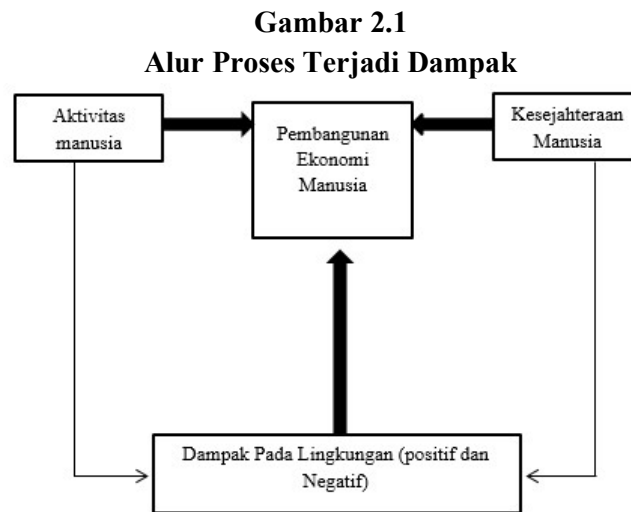 Gambar 2.1
Alur Proses Terjadi Dampak
Aktivitas
manusia
Pembangunan
Ekonomi
Manusia
Kesejahteraan
Manusia
Dampak Pada Lingkungan (positif dan
Negatif)